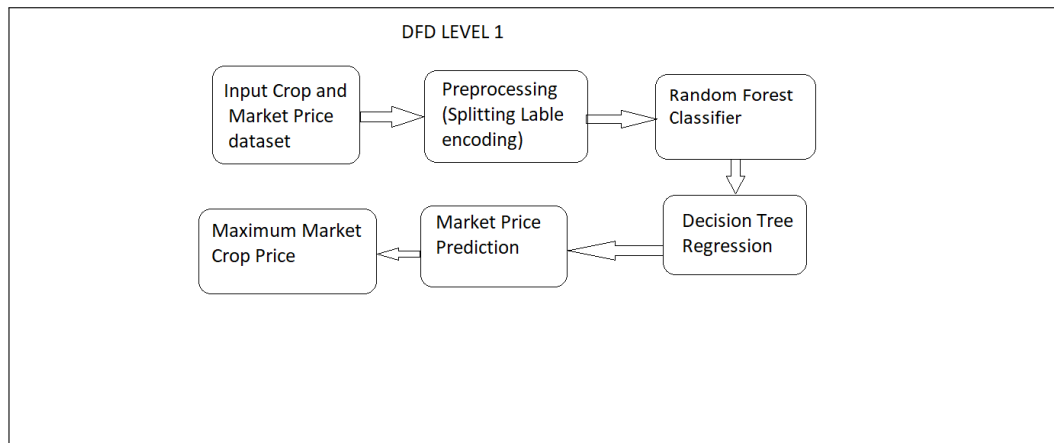 DFD LEVEL 1
Input Crop and
Market Price
dataset
Preprocessing
(Splitting Lable
encoding)
Random Forest
Classifier
Decision Tree
Regression
Market Price
Prediction
Maximum Market
Crop Price